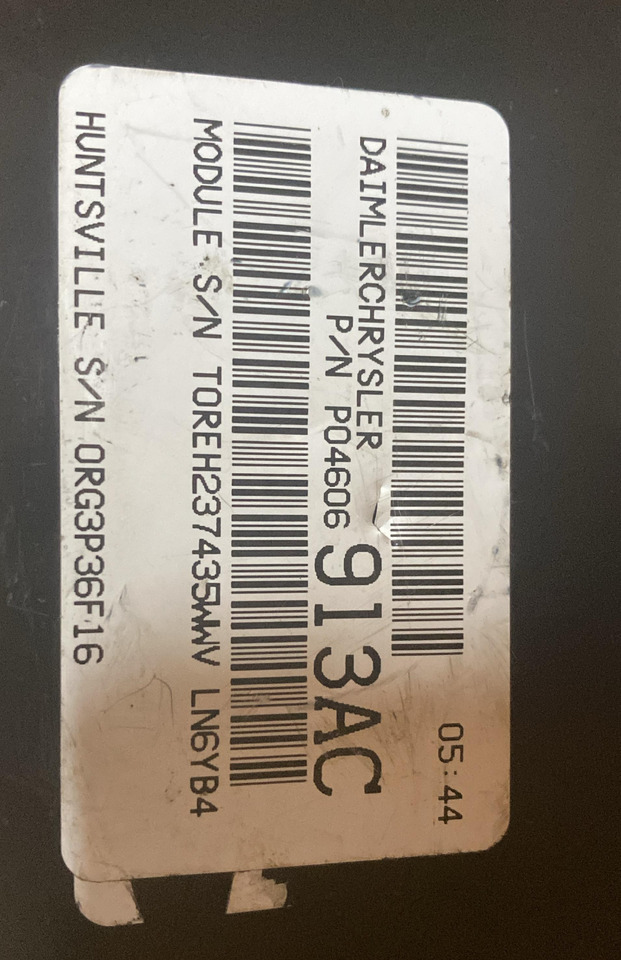 05:44
DAIMLERCHRYSLER
P/N P04606 913AC
MODULE S/N TOREH237435WWV LN6YB4
HUNTSVILLE S/N ORG3P36F16